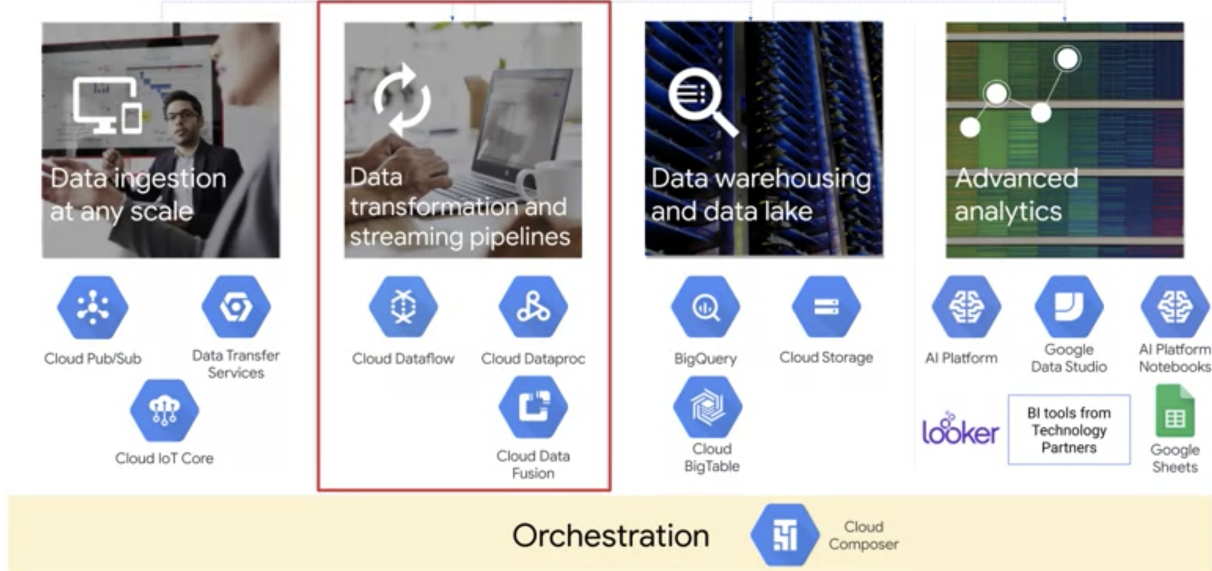 Data ingestion
at any scale
Data
transformation and
streaming pipelines
Data warehousing
and data lake
Advanced
analytics
Cloud Pub/Sub
Data Transfer
Services
Cloud IoT Core
Cloud Dataflow
Cloud Dataproc
Cloud Data
Fusion
BigQuery
Cloud Storage
Cloud
BigTable
AI Platform
Google
Data Studio
AI Platform
Notebooks
looker
BI tools from
Technology
Partners
Google
Sheets
Orchestration
Cloud
Composer